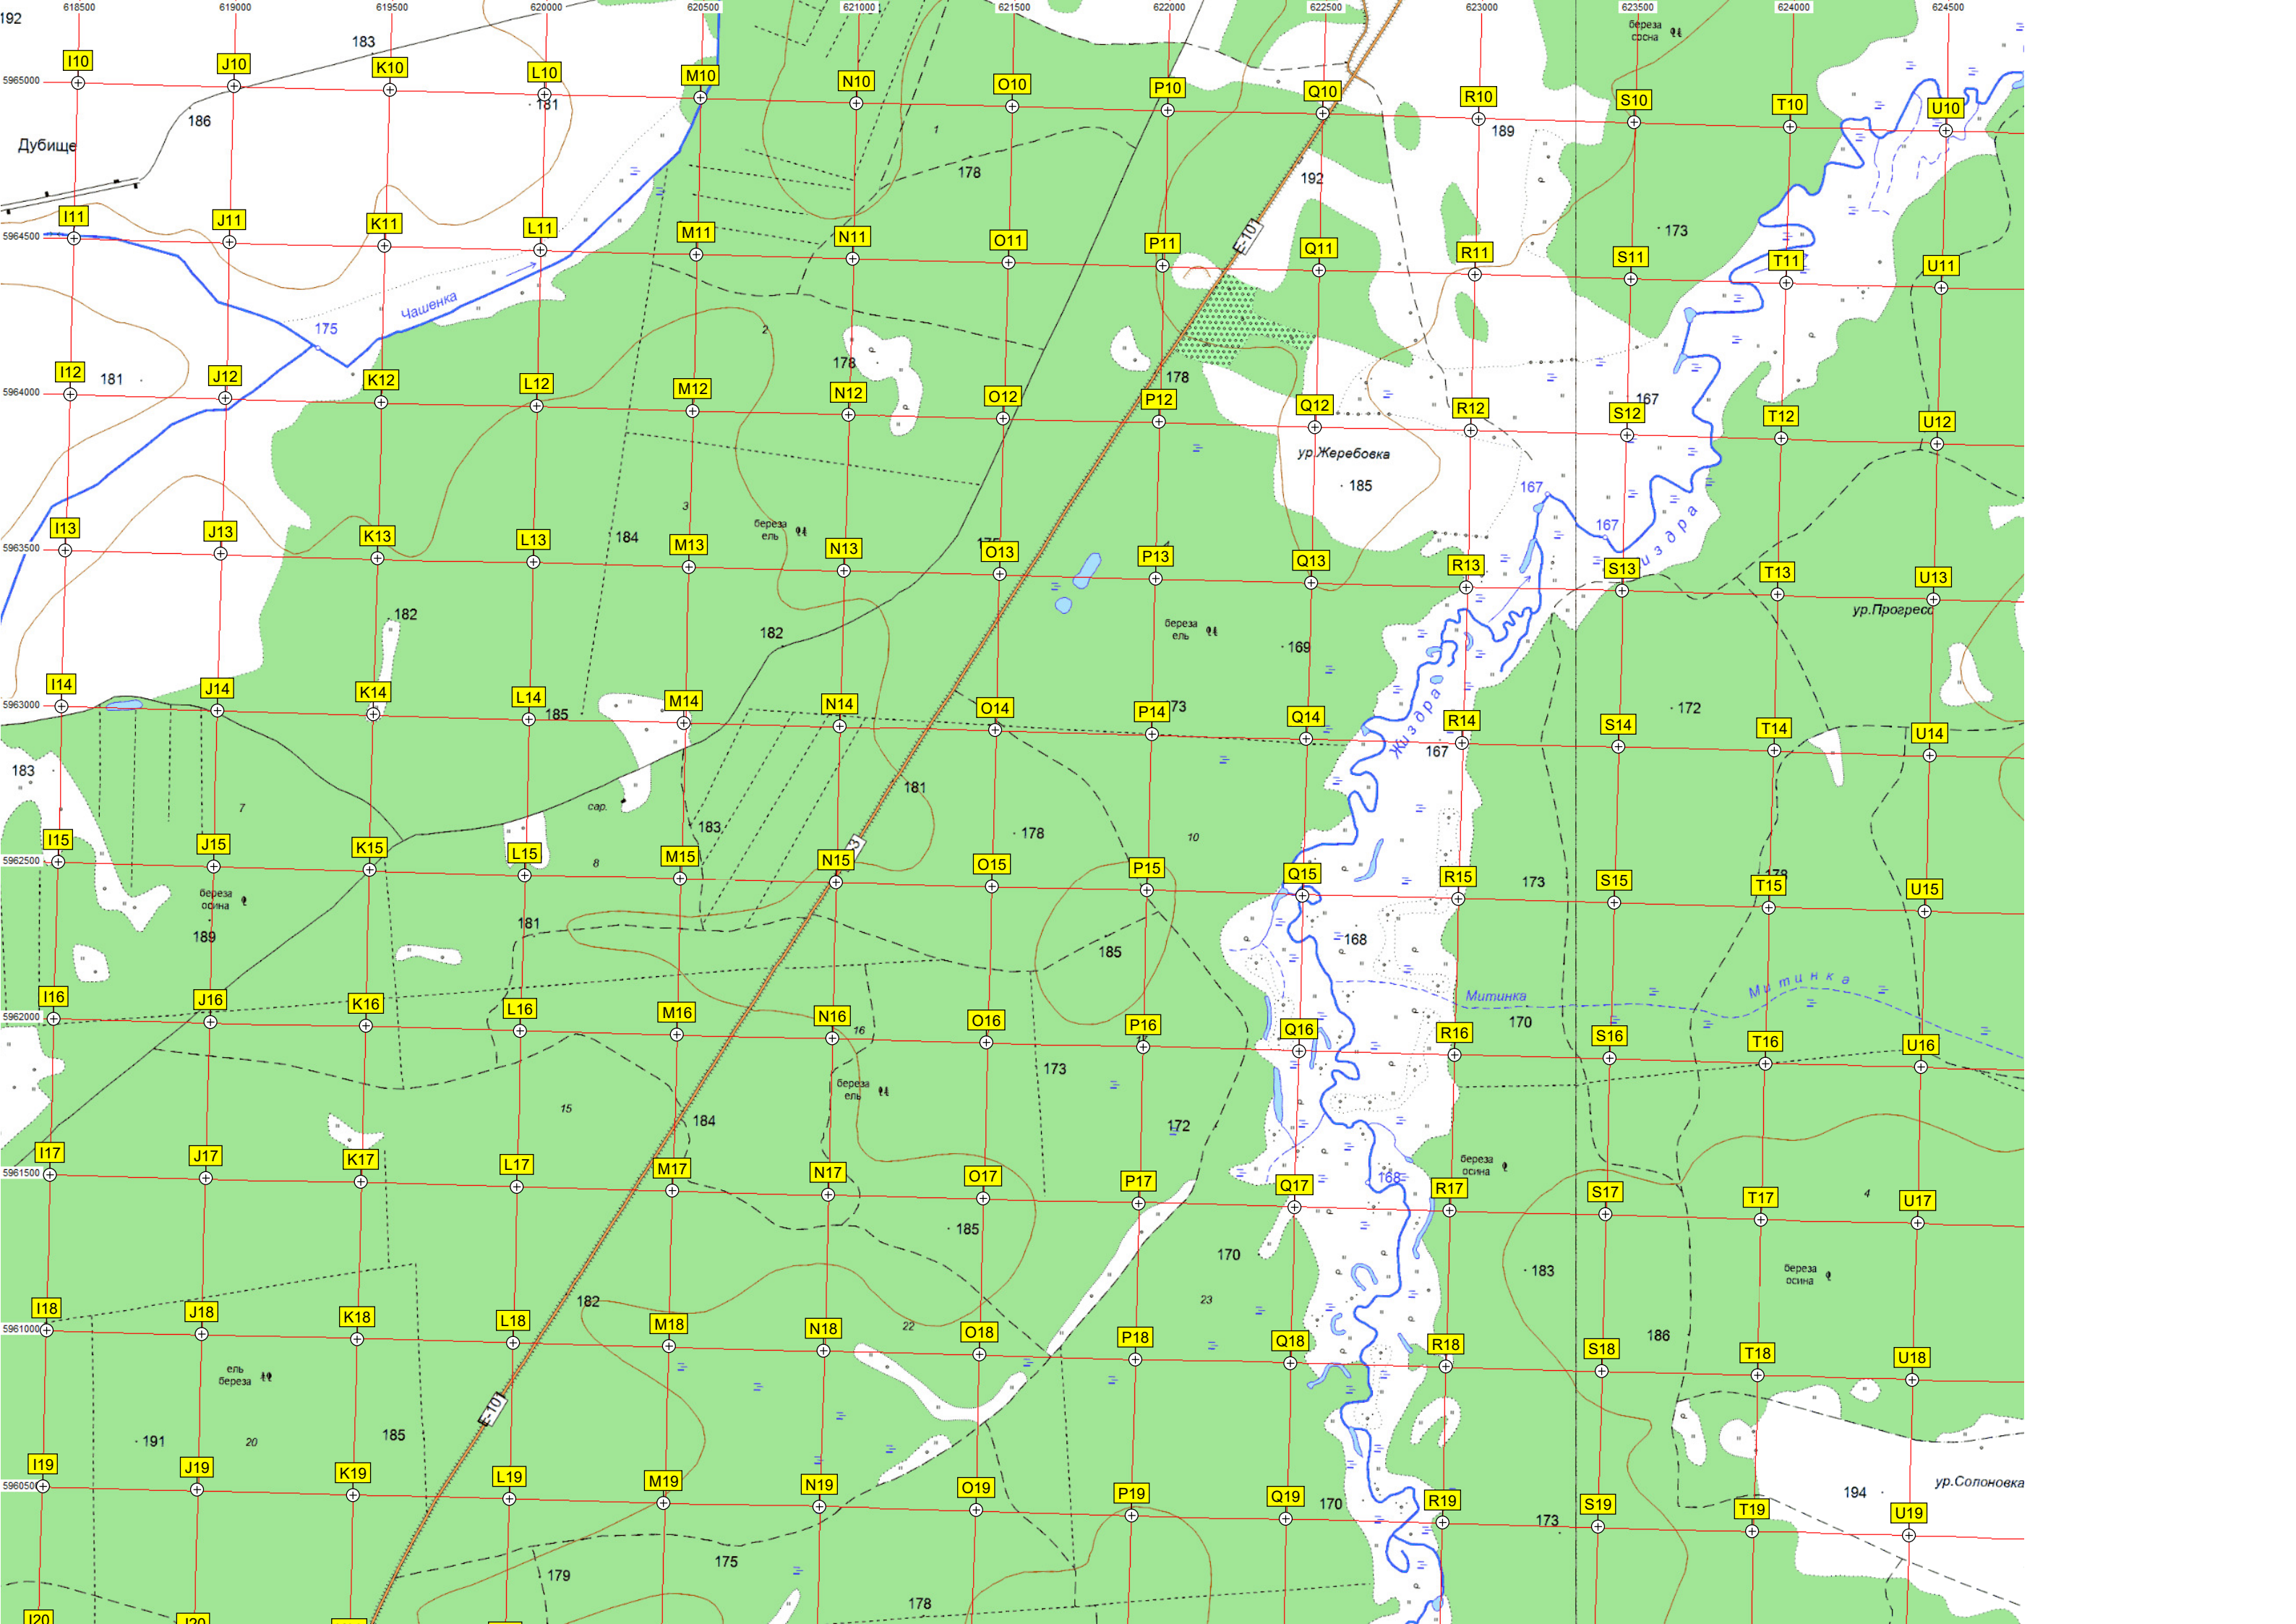 618500 619000 619500 620000 620500 621000 621500 622000 622500 623000 623500 624000 624500
192
183
береза
сосна
I10 J10 K10 L10 M10 N10 O10 P10 Q10 R10 S10 T10 U10
5965000
181
186
1
189
Дубище
178
192
I11 J11 K11 L11 M11 N11 O11 P11 Q11 R11 S11 T11 U11
5964500
E-101
173
Чашенка
175
2
178
181
178
I12 J12 K12 L12 M12 N12 O12 P12 Q12 R12 S12 T12 U12
5964000
167
ур.Жеребовка
185
167
3
береза
ель
184
167
I13 J13 K13 L13 M13 N13 O13 P13 Q13 R13 S13 T13 U13
5963500
ур.Прогресс
182
182
береза
ель
169
I14 J14 K14 L14 M14 N14 O14 P14 Q14 R14 S14 T14 U14
5963000
185
172
Жиздра
167
183
181
7
сар.
183
178
10
I15 J15 K15 L15 M15 N15 O15 P15 Q15 R15 S15 T15 U15
5962500
8
173
береза
осина
181
189
185
168
Митинка
Митинка
I16 J16 K16 L16 M16 N16 O16 P16 Q16 R16 S16 T16 U16
5962000
16
170
173
береза
ель
15
184
172
I17 J17 K17 L17 M17 N17 O17 P17 Q17 R17 S17 T17 U17
5961500
береза
осина
168
4
185
170
183
береза
осина
182
23
22
186
I18 J18 K18 L18 M18 N18 O18 P18 Q18 R18 S18 T18 U18
5961000
ель
береза
E-101
191
20
185
I19 J19 K19 L19 M19 N19 O19 P19 Q19 R19 S19 T19 U19
5960500
ур.Солоновка
194
170
173
175
179
178
I20 J20